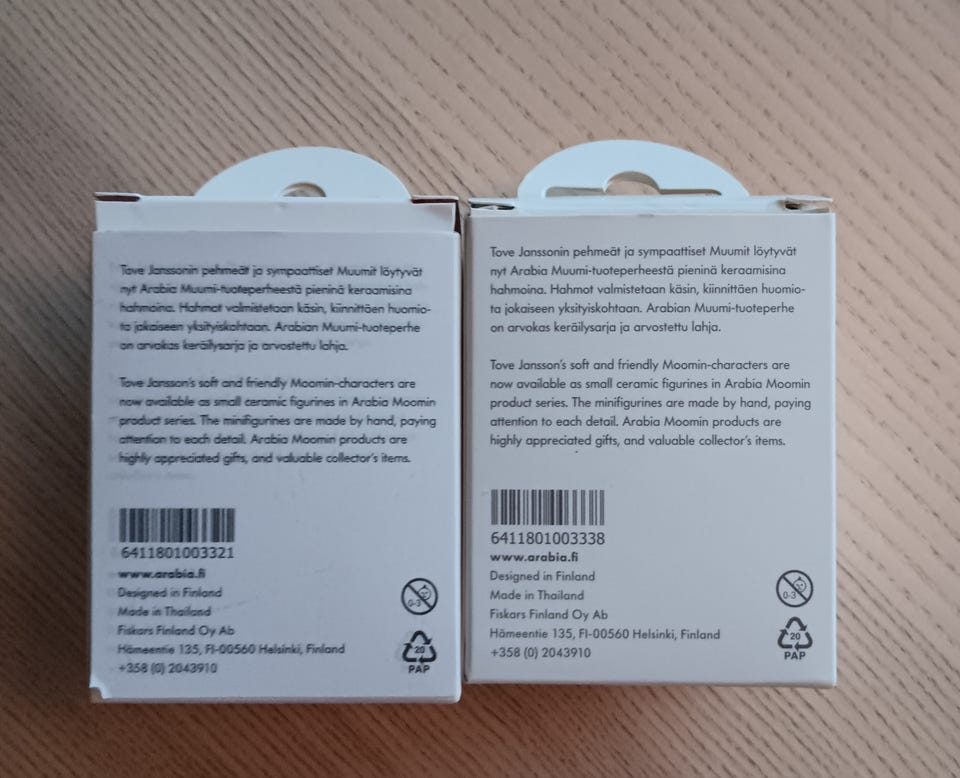 Tove Janssonin pehmeät ja sympaattiset Muumit löytyvät
nyt Arabia Muumi-tuoteperheestä pieninä keraamisina
hahmoina. Hahmot valmistetaan käsin, kiinnittäen huomio-
ta jokaiseen yksityiskohtaan. Arabian Muumi-tuoteperhe
on arvokas keräilysarja ja arvostettu lahja.
Tove Jansson's soft and friendly Moomin-characters are
now available as small ceramic figurines in Arabia Moomin
product series. The minifigurines are made by hand, paying
attention to each detail. Arabia Moomin products are
highly appreciated gifts, and valuable collector's items.
6411801003321
www.arabia.fi
Designed in Finland
Made in Thailand
Fiskars Finland Oy Ab
Hämeentie 135, FI-00560 Helsinki, Finland
+358 (0) 2043910
0-3
20
PAP
Tove Janssonin pehmeät ja sympaattiset Muumit löytyvät
nyt Arabia Muumi-tuoteperheestä pieninä keraamisina
hahmoina. Hahmot valmistetaan käsin, kiinnittäen huomio-
ta jokaiseen yksityiskohtaan. Arabian Muumi-tuoteperhe
on arvokas keräilysarja ja arvostettu lahja.
Tove Jansson's soft and friendly Moomin-characters are
now available as small ceramic figurines in Arabia Moomin
product series. The minifigurines are made by hand, paying
attention to each detail. Arabia Moomin products are
highly appreciated gifts, and valuable collector's items.
6411801003338
www.arabia.fi
Designed in Finland
Made in Thailand
Fiskars Finland Oy Ab
Hämeentie 135, FI-00560 Helsinki, Finland
+358 (0) 2043910
0-3
20
PAP